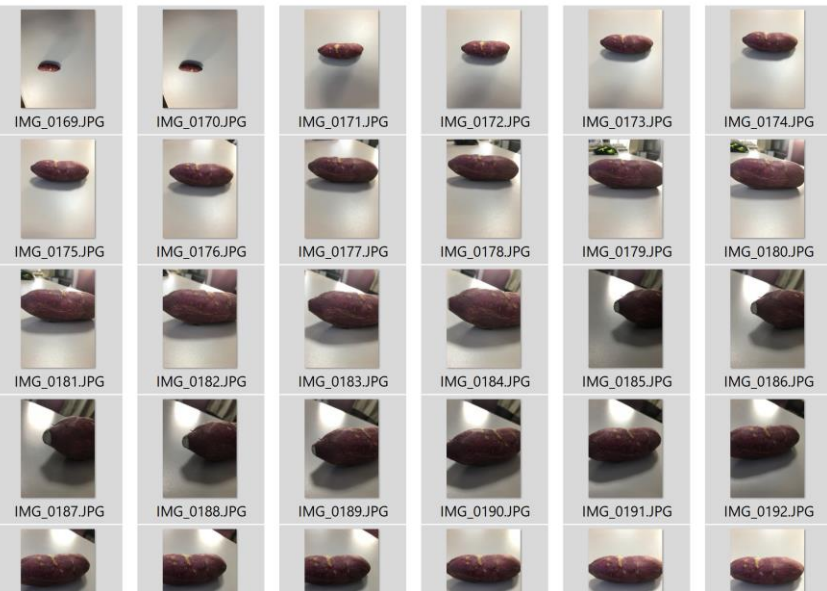 IMG_0169.JPG IMG_0170.JPG IMG_0171.JPG IMG_0172.JPG IMG_0173.JPG IMG_0174.JPG
IMG_0175.JPG IMG_0176.JPG IMG_0177.JPG IMG_0178.JPG IMG_0179.JPG IMG_0180.JPG
IMG_0181.JPG IMG_0182.JPG IMG_0183.JPG IMG_0184.JPG IMG_0185.JPG IMG_0186.JPG
IMG_0187.JPG IMG_0188.JPG IMG_0189.JPG IMG_0190.JPG IMG_0191.JPG IMG_0192.JPG